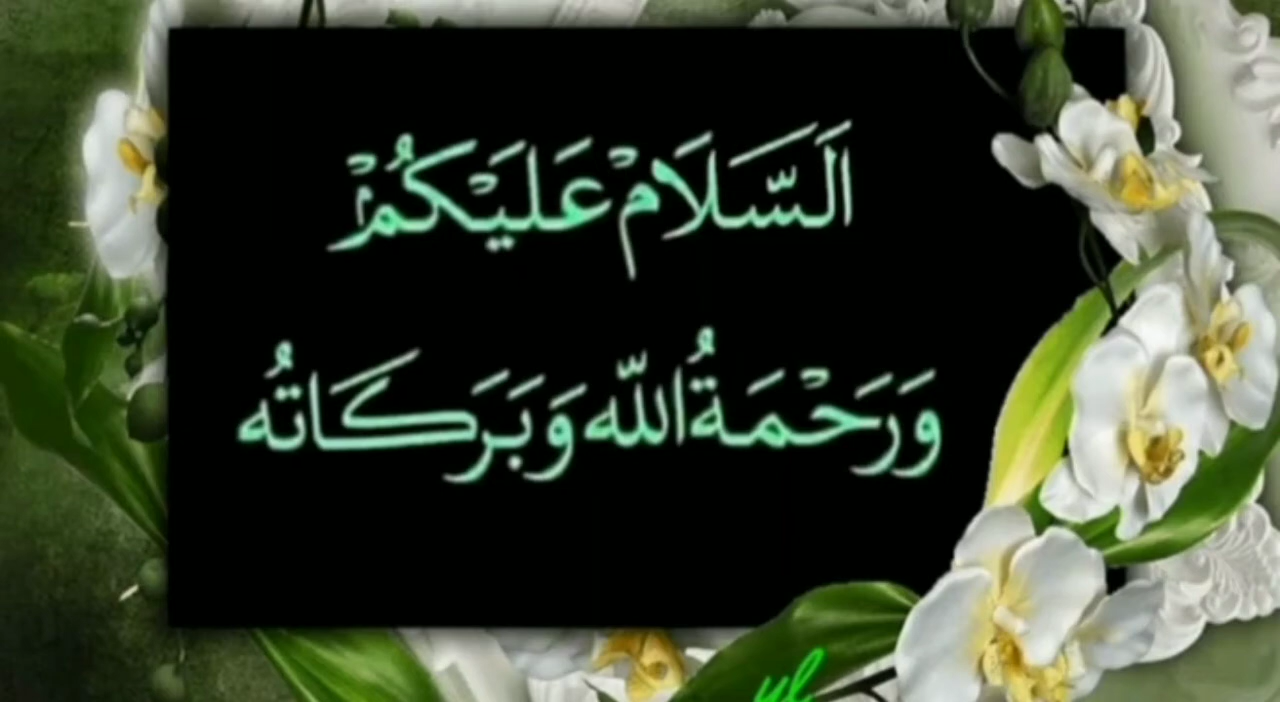 اَلسَّلَامْ عَلَيْكُمْ
وَرَحْمَةُ اللّٰه وَبَرَكَاتُه